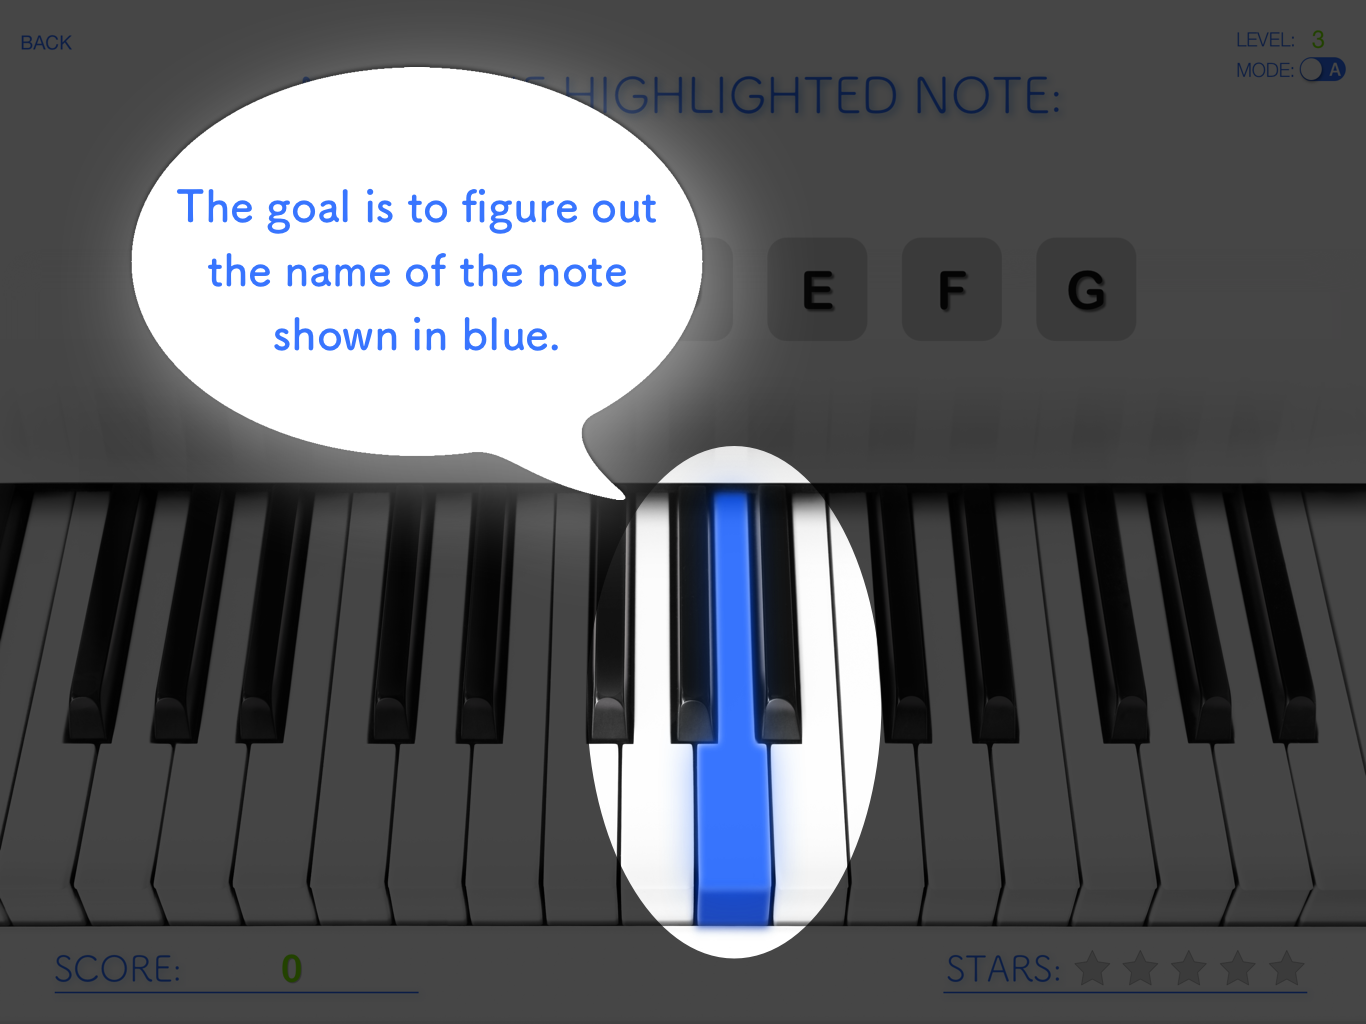 BACK
LEVEL: 3
MODE: A
HIGHLIGHTED NOTE:
The goal is to figure out
the name of the note
shown in blue.
E F G
SCORE: 0
STARS: